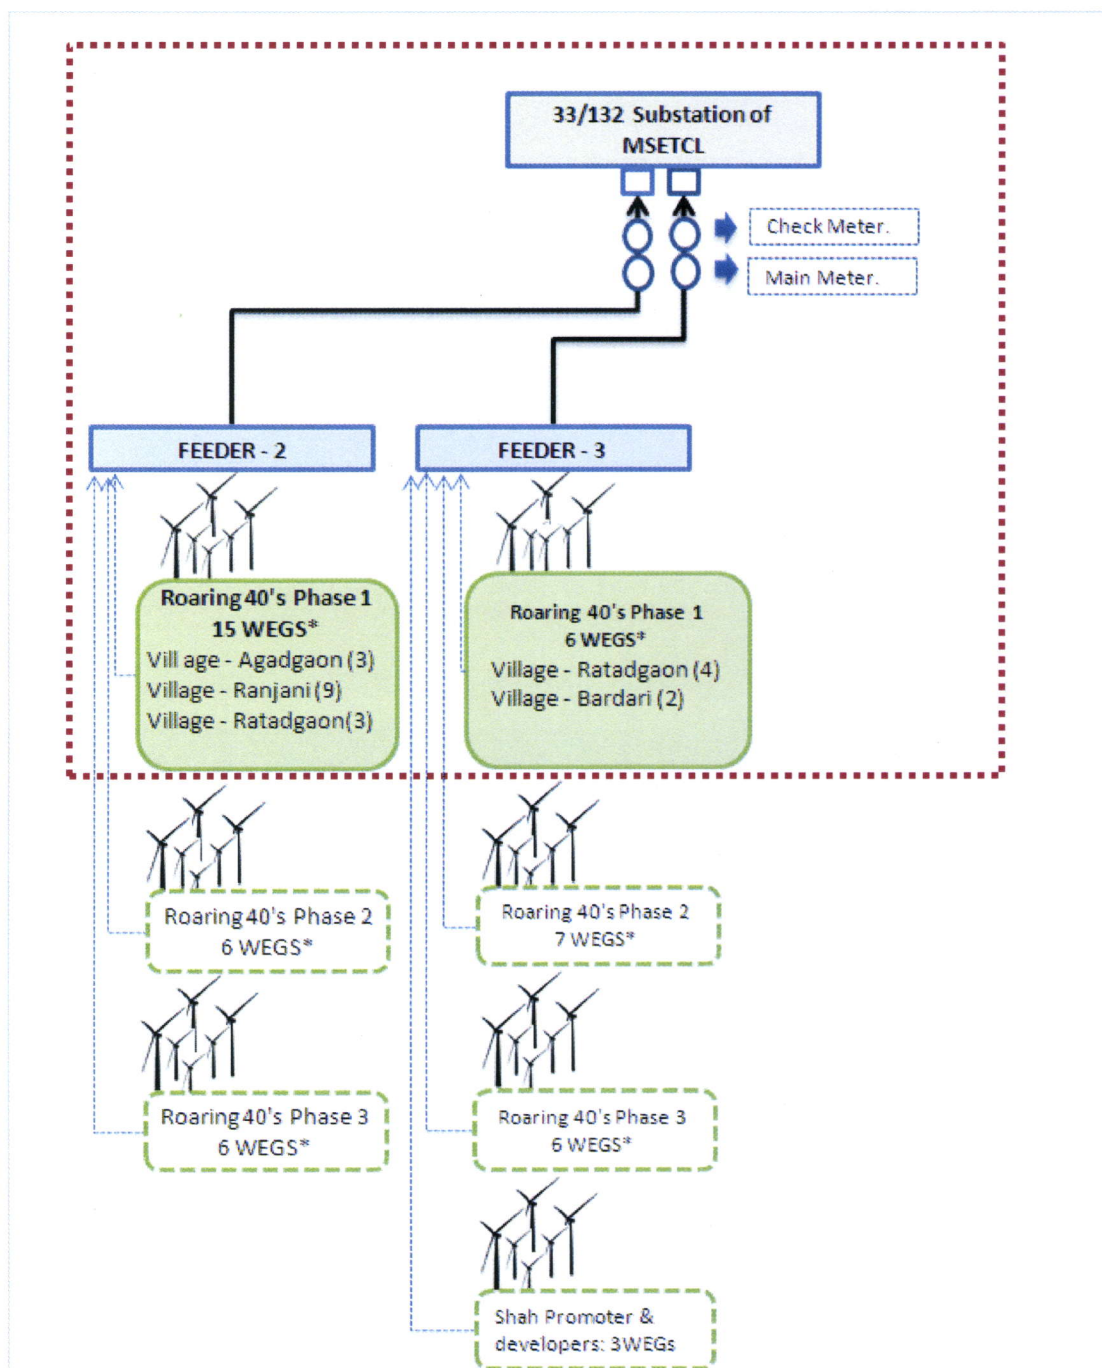 33/132 Substation of
MSETCL
Check Meter.
Main Meter.
FEEDER - 2
FEEDER - 3
Roaring 40's Phase 1
15 WEGS*
Village - Agadgaon (3)
Village - Ranjani (9)
Village - Ratadgaon(3)
Roaring 40's Phase 1
6 WEGS*
Village - Ratadgaon (4)
Village - Bardari (2)
Roaring 40's Phase 2
6 WEGS*
Roaring 40's Phase 2
7 WEGS*
Roaring 40's Phase 3
6 WEGS*
Roaring 40's Phase 3
6 WEGS*
Shah Promoter &
developers: 3WEGs